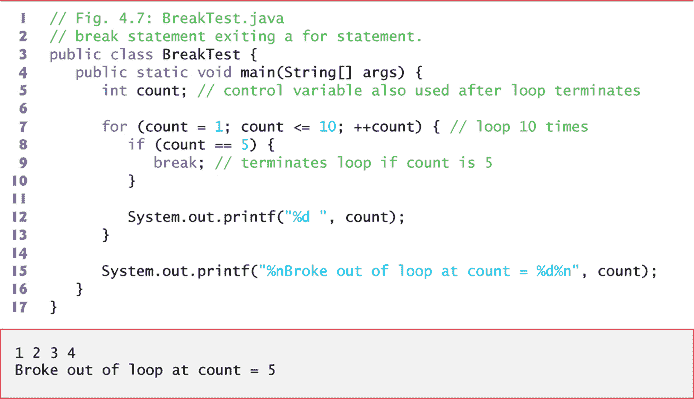 1 // Fig. 4.7: BreakTest.java
2 // break statement exiting a for statement.
3 public class BreakTest {
4    public static void main(String[] args) {
5       int count; // control variable also used after loop terminates
6
7       for (count = 1; count <= 10; ++count) { // loop 10 times
8          if (count == 5) {
9             break; // terminates loop if count is 5
10          }
11
12          System.out.printf("%d ", count);
13       }
14
15       System.out.printf("%nBroke out of loop at count = %d%n", count);
16    }
17 }
1 2 3 4
Broke out of loop at count = 5